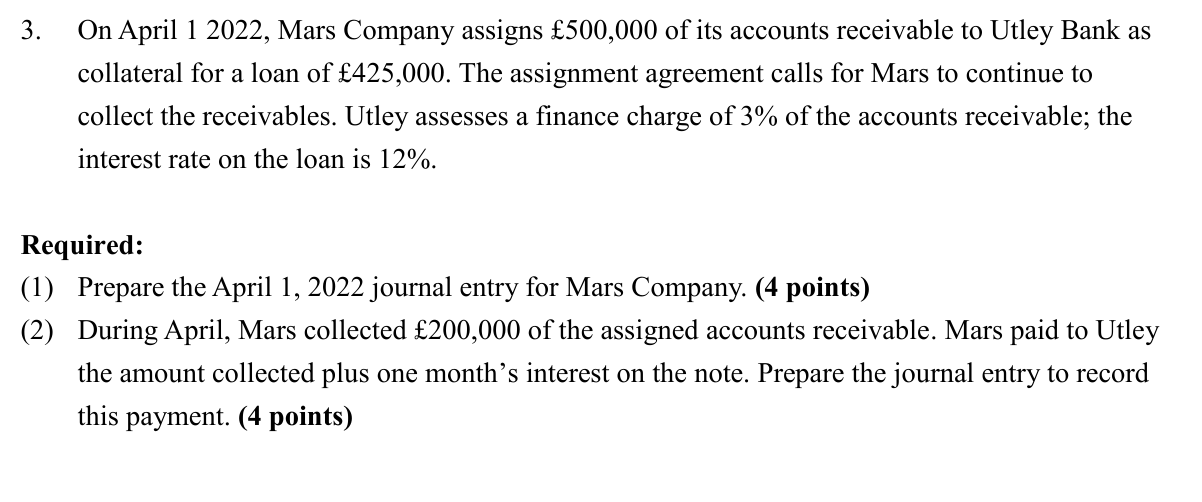 3. On April 1 2022, Mars Company assigns £500,000 of its accounts receivable to Utley Bank as
collateral for a loan of £425,000. The assignment agreement calls for Mars to continue to
collect the receivables. Utley assesses a finance charge of 3% of the accounts receivable; the
interest rate on the loan is 12%.
Required:
(1) Prepare the April 1, 2022 journal entry for Mars Company. (4 points)
(2) During April, Mars collected £200,000 of the assigned accounts receivable. Mars paid to Utley
the amount collected plus one month’s interest on the note. Prepare the journal entry to record
this payment. (4 points)